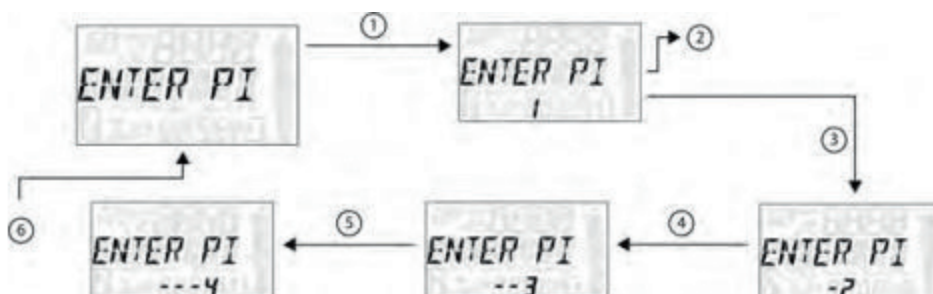 ①
②
ENTER PI
ENTER PI
1
③
⑥
⑤
④
ENTER PI
---4
ENTER PI
--3
ENTER PI
-2